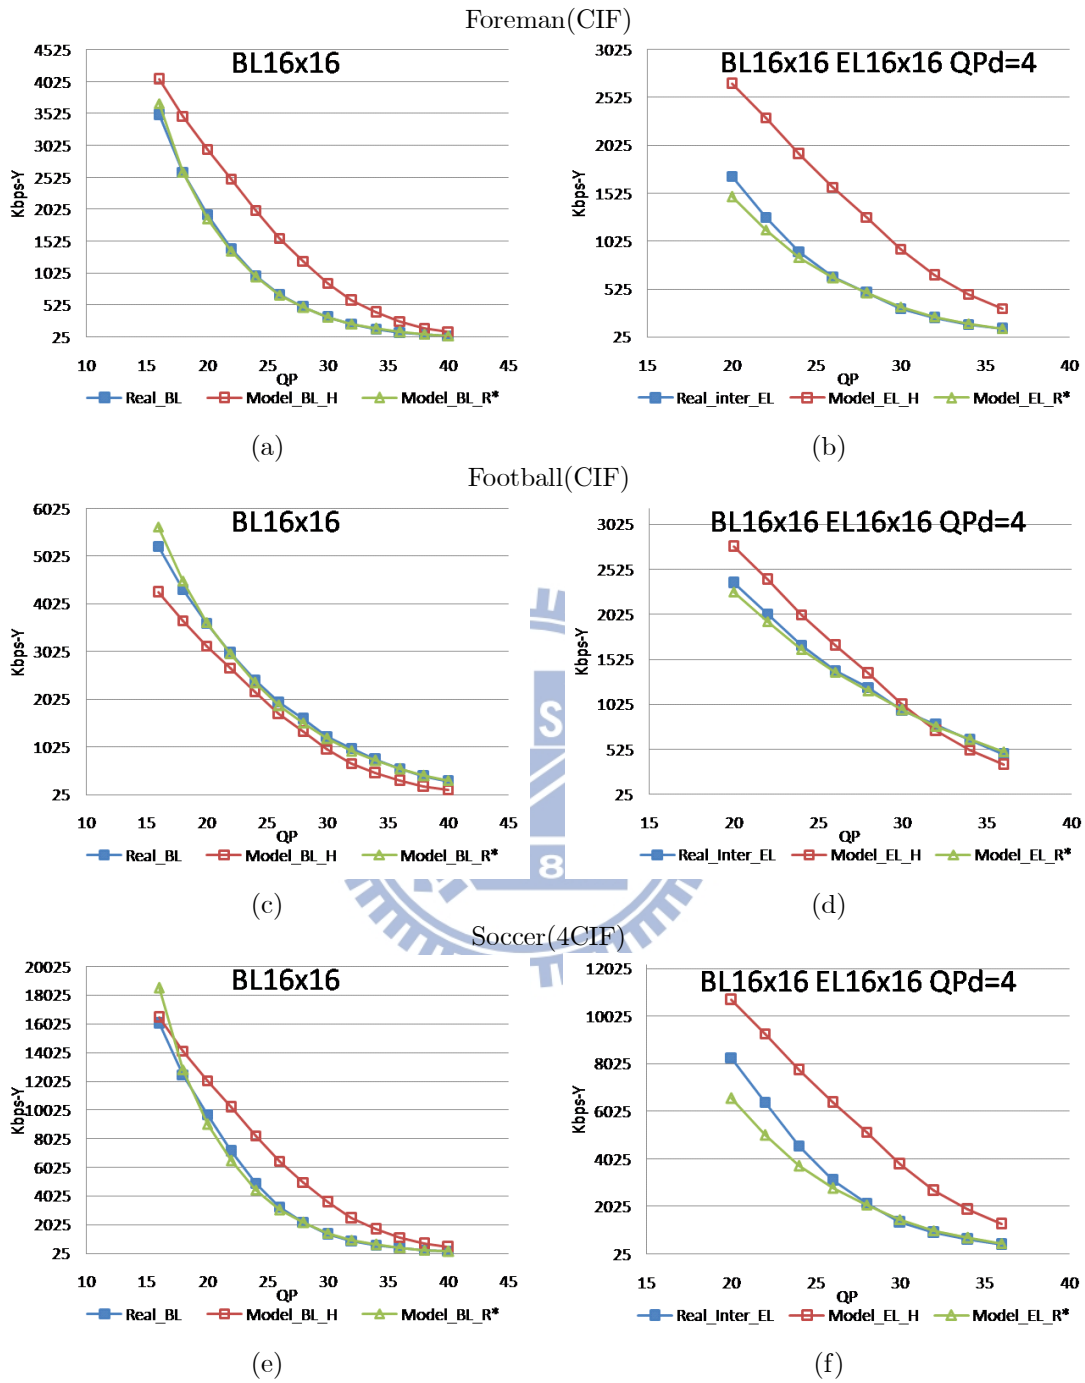 Foreman(CIF)
BL16x16
4525
4025
3525
3025
2525
2025
1525
1025
525
25
Kbps-Y
10 15 20 25 30 35 40 45
QP
Real_BL Model_BL_H Model_BL_R*
(a)
BL16x16 EL16x16 QPd=4
3025
2525
2025
1525
1025
525
25
Kbps-Y
15 20 25 30 35 40
QP
Real_inter_EL Model_EL_H Model_EL_R*
(b)
Football(CIF)
BL16x16
6025
5025
4025
3025
2025
1025
25
Kbps-Y
10 15 20 25 30 35 40 45
QP
Real_BL Model_BL_H Model_BL_R*
(c)
BL16x16 EL16x16 QPd=4
3025
2525
2025
1525
1025
525
25
Kbps-Y
15 20 25 30 35 40
QP
Real_Inter_EL Model_EL_H Model_EL_R*
(d)
E
S
8
Soccer(4CIF)
BL16x16
20025
18025
16025
14025
12025
10025
8025
6025
4025
2025
25
Kbps-Y
10 15 20 25 30 35 40 45
QP
Real_BL Model_BL_H Model_BL_R*
(e)
BL16x16 EL16x16 QPd=4
12025
10025
8025
6025
4025
2025
25
Kbps-Y
15 20 25 30 35 40
QP
Real_Inter_EL Model_EL_H Model_EL_R*
(f)